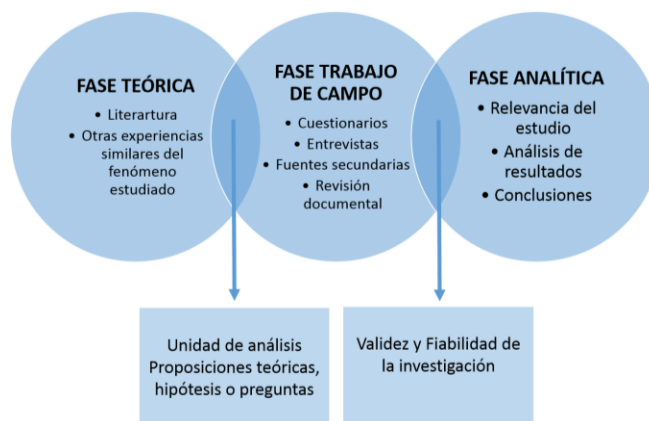 FASE TEÓRICA
• Literartura
• Otras experiencias
similares del
fenómeno
estudiado
FASE TRABAJO
DE CAMPO
• Cuestionarios
• Entrevistas
• Fuentes secundarias
• Revisión
documental
FASE ANALÍTICA
• Relevancia del
estudio
• Análisis de
resultados
• Conclusiones
Unidad de análisis
Proposiciones teóricas,
hipótesis o preguntas
Validez y Fiabilidad de
la investigación